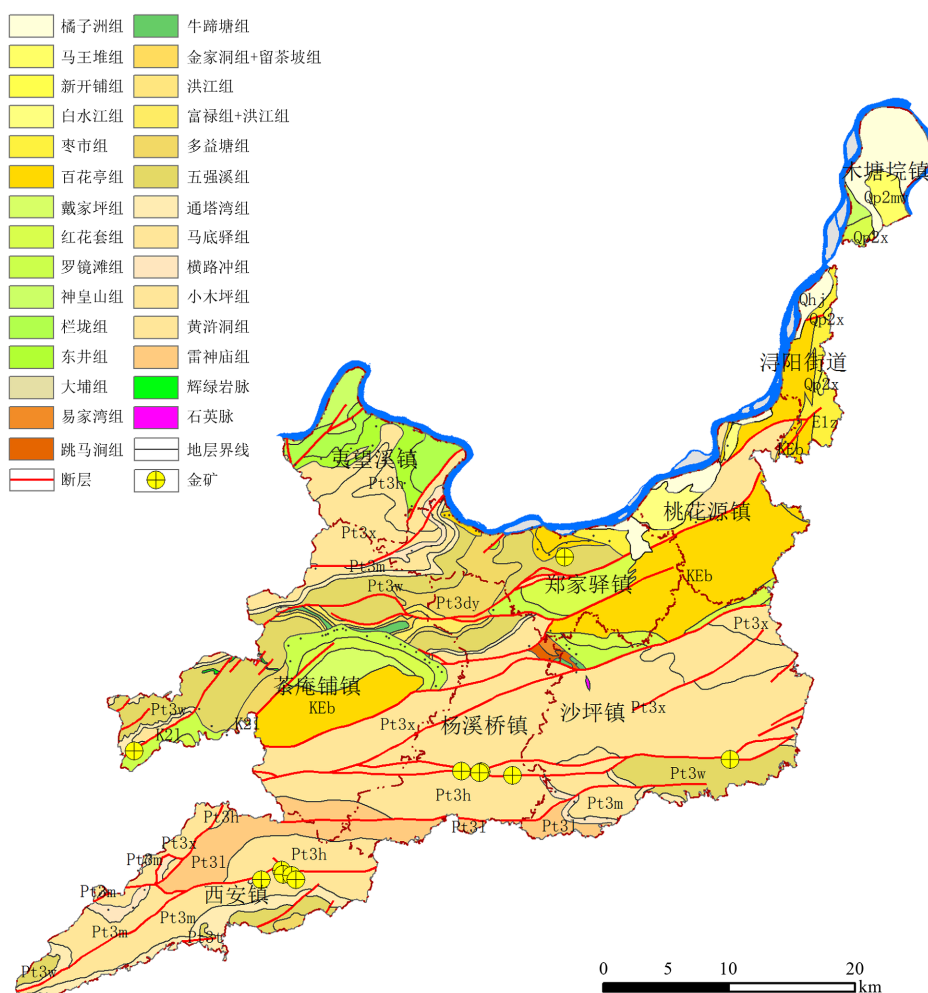 橘子洲组
牛蹄塘组
马王堆组
金家洞组+留茶坡组
新开铺组
洪江组
白水江组
富禄组+洪江组
枣市组
多益塘组
百花亭组
五强溪组
戴家坪组
通塔湾组
红花套组
马底驿组
罗镜滩组
横路冲组
神皇山组
小木坪组
栏垅组
黄浒洞组
东井组
雷神庙组
大埔组
辉绿岩脉
易家湾组
石英脉
跳马涧组
地层界线
断层
金矿
木塘垸镇
Qp2mw
Qp2x
Qhj
Qp2x
浔阳街道
Qp2x
E1z
KEb
夷望溪镇
Pt3h
桃花源镇
Pt3x
Pt3m
郑家驿镇
KEb
Pt3w
Pt3dy
Pt3x
茶庵铺镇
KEb
Pt3w
K2l
K2l
Pt3x
杨溪桥镇
沙坪镇
Pt3x
Pt3w
Pt3h
Pt3m
Pt3h
Pt3l
Pt3l
Pt3x
Pt3m
Pt3l
Pt3h
西安镇
Pt3m
Pt3m
Pt3m
Pt3t
Pt3w
0 5 10 20
km